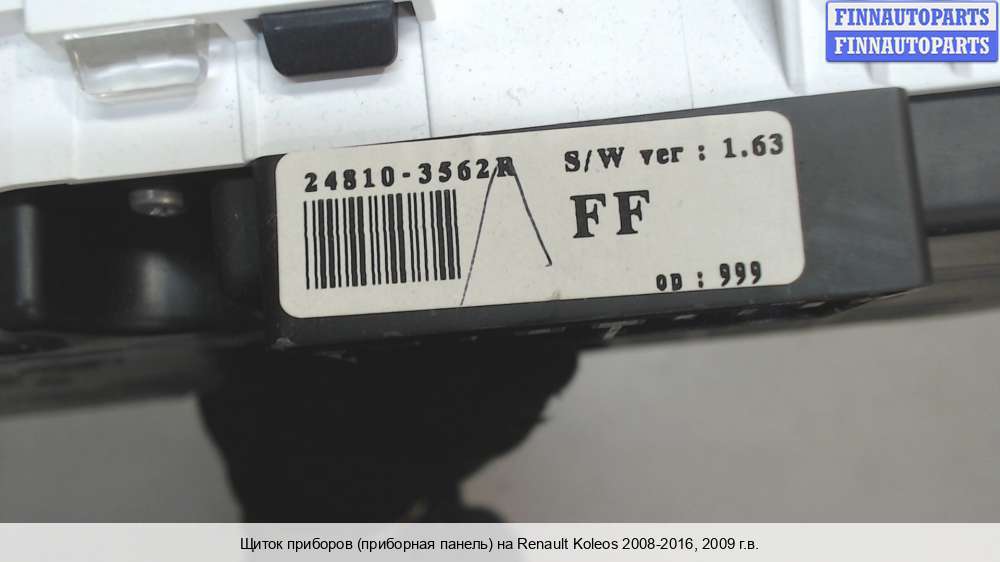 FINNAUTOPARTS
FINNAUTOPARTS
24810-3562R
S/W ver : 1.63
FF
OD : 999
Щиток приборов (приборная панель) на Renault Koleos 2008-2016, 2009 г.в.